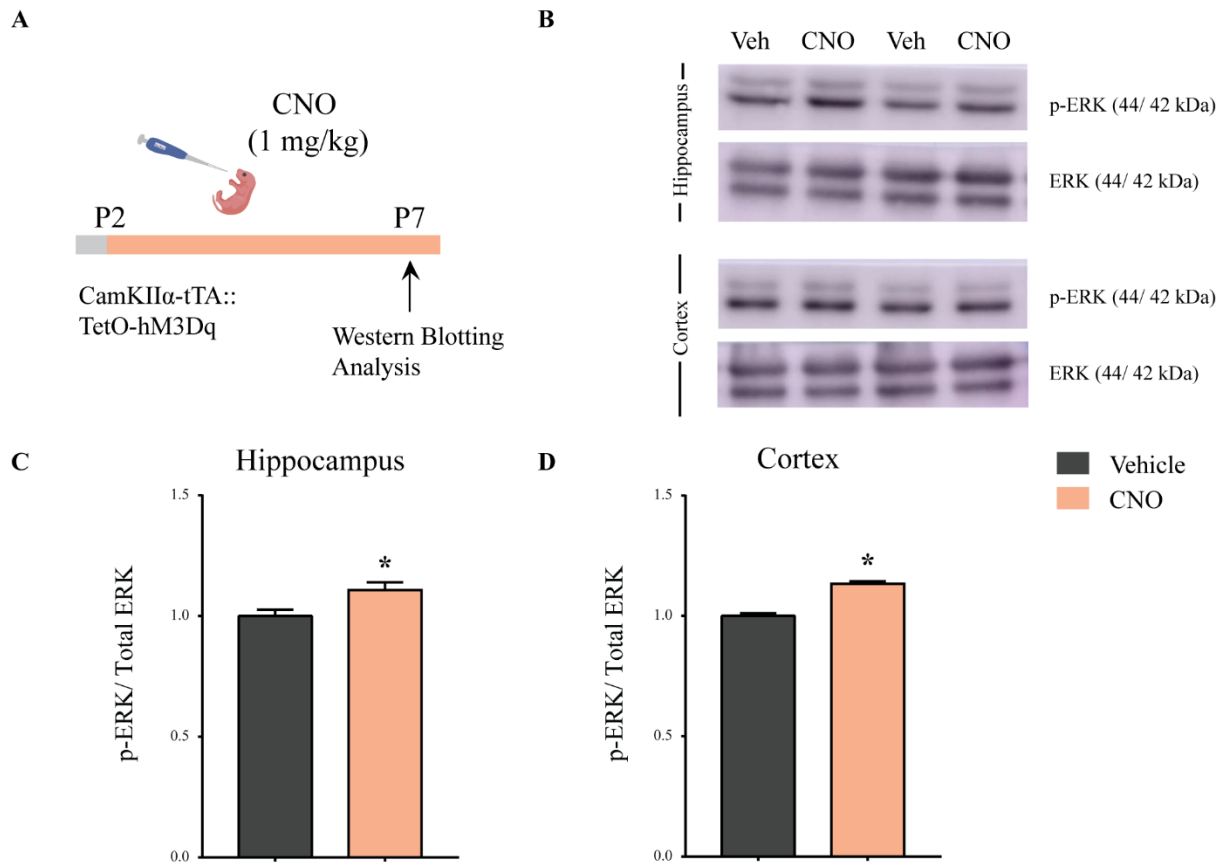 A
CNO
(1 mg/kg)
P2
P7
CamKIIα-tTA::
TetO-hM3Dq
Western Blotting
Analysis
B
Veh CNO Veh CNO
Hippocampus
p-ERK (44/ 42 kDa)
ERK (44/ 42 kDa)
Cortex
p-ERK (44/ 42 kDa)
ERK (44/ 42 kDa)
C
Hippocampus
p-ERK/ Total ERK
1.5
1.0
0.5
0.0
*
D
Cortex
p-ERK/ Total ERK
1.5
1.0
0.5
0.0
*
Vehicle
CNO